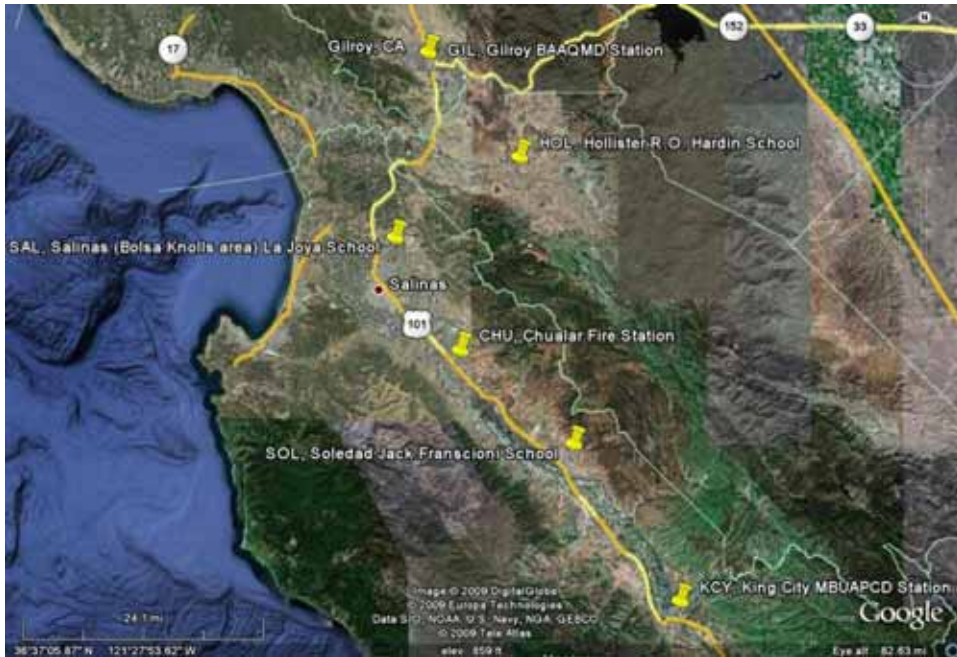 N
17
152
33
Gilroy, CA
GIL, Gilroy BAAQMD Station
HOL, Hollister R.O. Hardin School
SAL, Salinas (Bolsa Knolls area) La Joya School
Salinas
101
CHU, Chualar Fire Station
SOL, Soledad Jack Franscioni School
KCY, King City MBUAPCD Station
Image © 2009 DigitalGlobe
© 2009 Europa Technologies
Data SIO, NOAA, U.S. Navy, NGA, GEBCO
© 2009 Tele Atlas
©2009 Google
24.1 mi
36°37'05.87" N 121°27'53.62" W
elev 859 ft
Eye alt 82.63 mi